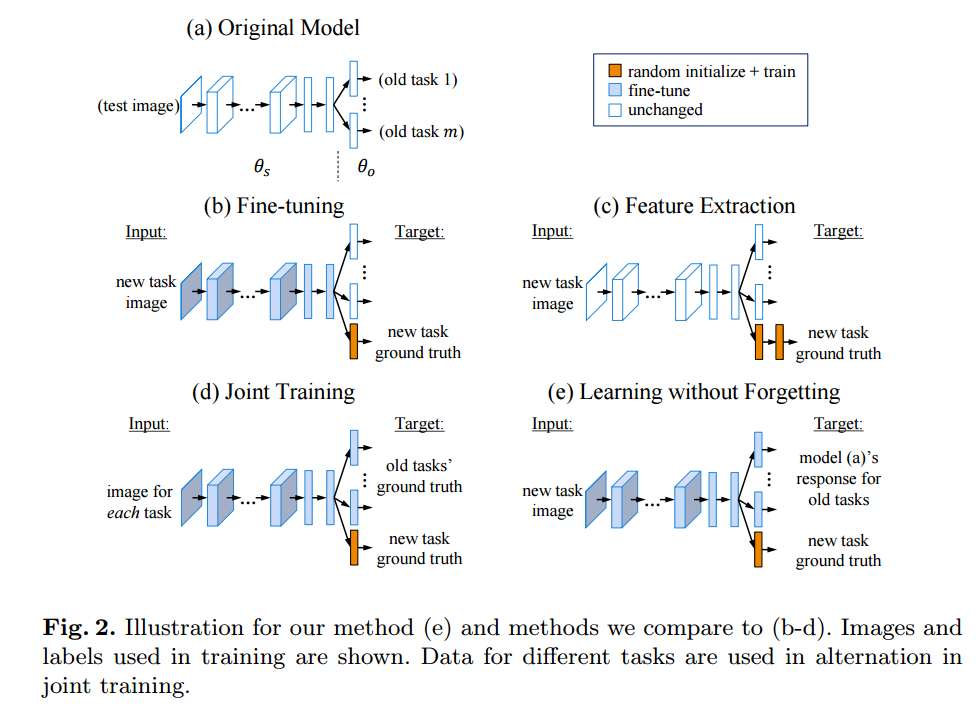 (a) Original Model
(test image)
...
(old task 1)
(old task m)
θs
θo
random initialize + train
fine-tune
unchanged
(b) Fine-tuning
Input:
Target:
new task
image
...
new task
ground truth
(c) Feature Extraction
Input:
Target:
new task
image
...
new task
ground truth
(d) Joint Training
Input:
Target:
image for
each task
...
old tasks’
ground truth
new task
ground truth
(e) Learning without Forgetting
Input:
Target:
new task
image
...
model (a)’s
response for
old tasks
new task
ground truth
Fig. 2. Illustration for our method (e) and methods we compare to (b-d). Images and
labels used in training are shown. Data for different tasks are used in alternation in
joint training.